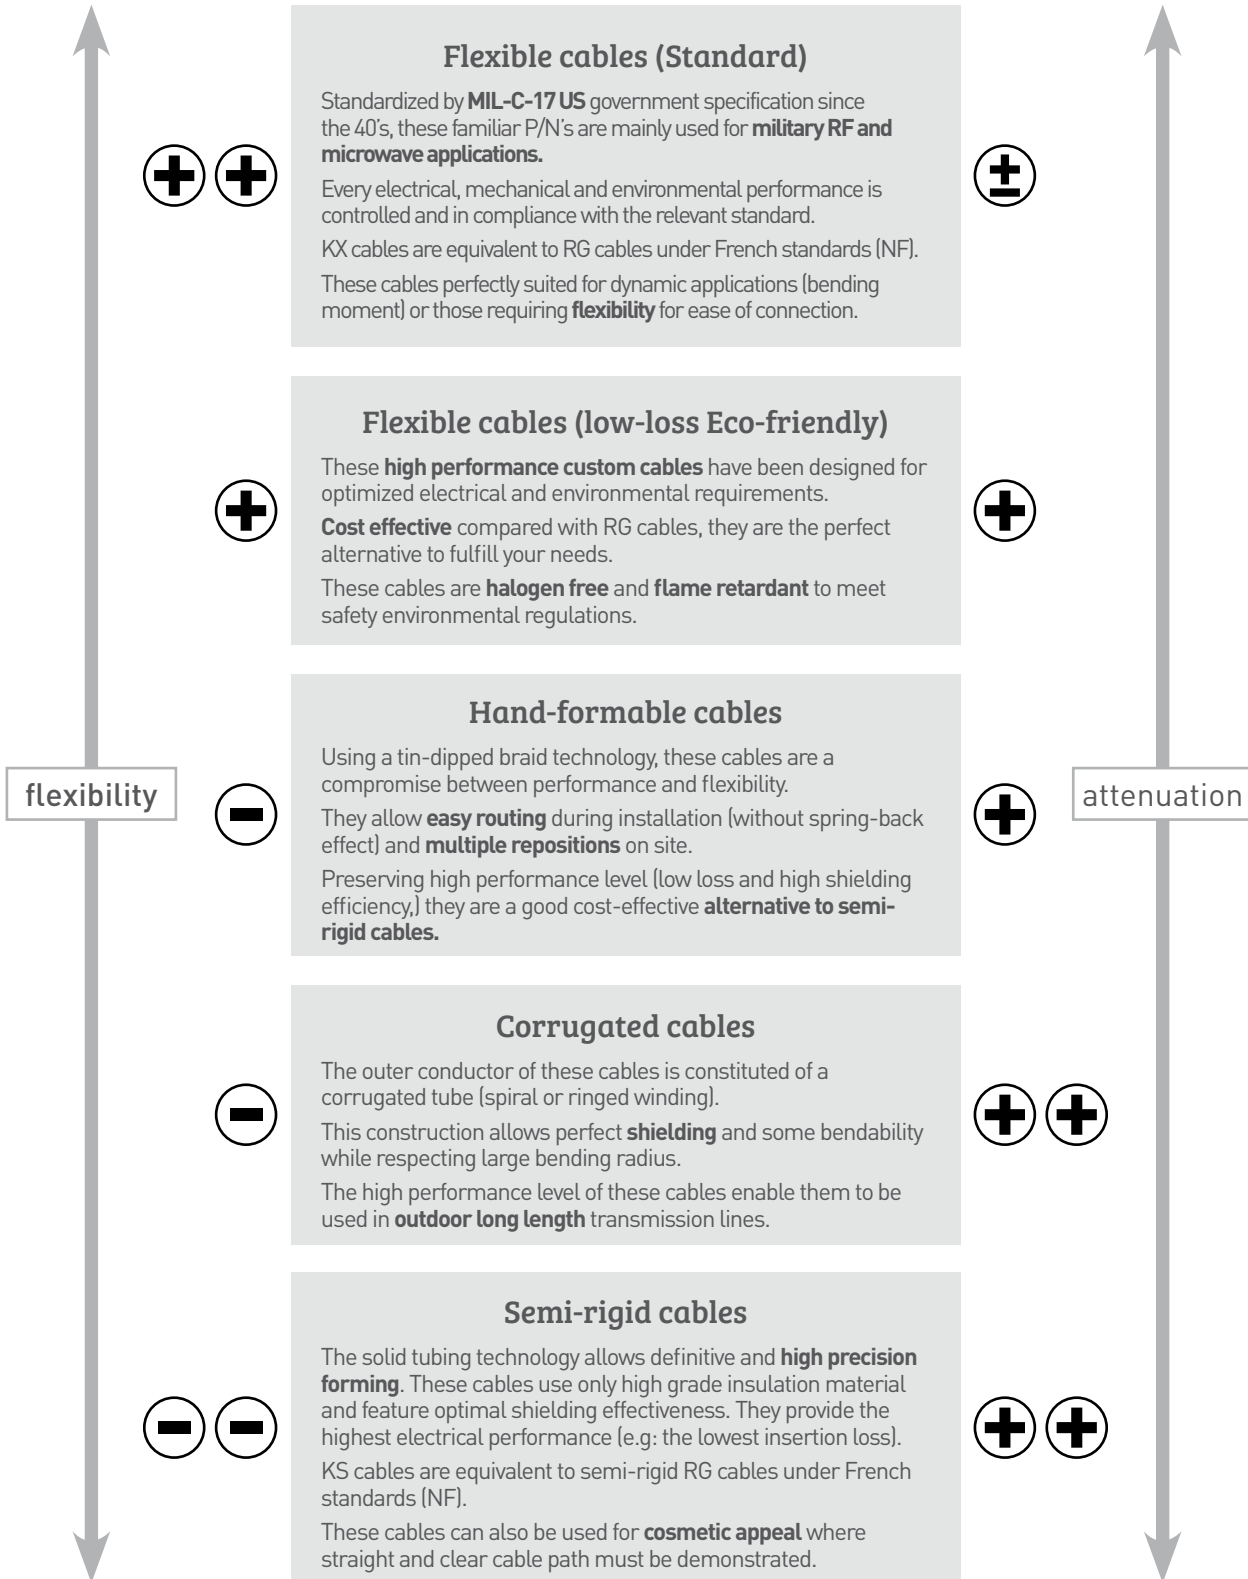 Flexible cables (Standard)
Standardized by MIL-C-17 US government specification since
the 40's, these familiar P/N's are mainly used for military RF and
microwave applications.
Every electrical, mechanical and environmental performance is
controlled and in compliance with the relevant standard.
KX cables are equivalent to RG cables under French standards (NF).
These cables perfectly suited for dynamic applications (bending
moment) or those requiring flexibility for ease of connection.
Flexible cables (low-loss Eco-friendly)
These high performance custom cables have been designed for
optimized electrical and environmental requirements.
Cost effective compared with RG cables, they are the perfect
alternative to fulfill your needs.
These cables are halogen free and flame retardant to meet
safety environmental regulations.
Hand-formable cables
Using a tin-dipped braid technology, these cables are a
compromise between performance and flexibility.
They allow easy routing during installation (without spring-back
effect) and multiple repositions on site.
Preserving high performance level (low loss and high shielding
efficiency,) they are a good cost-effective alternative to semi-
rigid cables.
flexibility
attenuation
Corrugated cables
The outer conductor of these cables is constituted of a
corrugated tube (spiral or ringed winding).
This construction allows perfect shielding and some bendability
while respecting large bending radius.
The high performance level of these cables enable them to be
used in outdoor long length transmission lines.
Semi-rigid cables
The solid tubing technology allows definitive and high precision
forming. These cables use only high grade insulation material
and feature optimal shielding effectiveness. They provide the
highest electrical performance (e.g: the lowest insertion loss).
KS cables are equivalent to semi-rigid RG cables under French
standards (NF).
These cables can also be used for cosmetic appeal where
straight and clear cable path must be demonstrated.